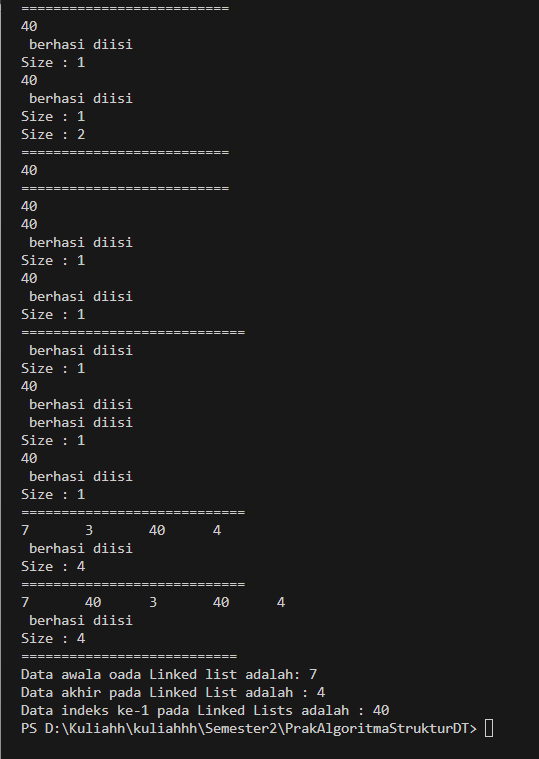 ==========================
40
 berhasi diisi
Size : 1
40
 berhasi diisi
Size : 1
Size : 2
==========================
40
==========================
40
40
 berhasi diisi
Size : 1
40
 berhasi diisi
Size : 1
============================
 berhasi diisi
Size : 1
40
 berhasi diisi
 berhasi diisi
Size : 1
40
 berhasi diisi
Size : 1
============================
7       3       40      4
 berhasi diisi
Size : 4
============================
7       40      3       40      4
 berhasi diisi
Size : 4
===========================
Data awala oada Linked list adalah: 7
Data akhir pada Linked List adalah : 4
Data indeks ke-1 pada Linked Lists adalah : 40
PS D:\Kuliahh\kuliahhh\Semester2\PrakAlgoritmaStrukturDT>